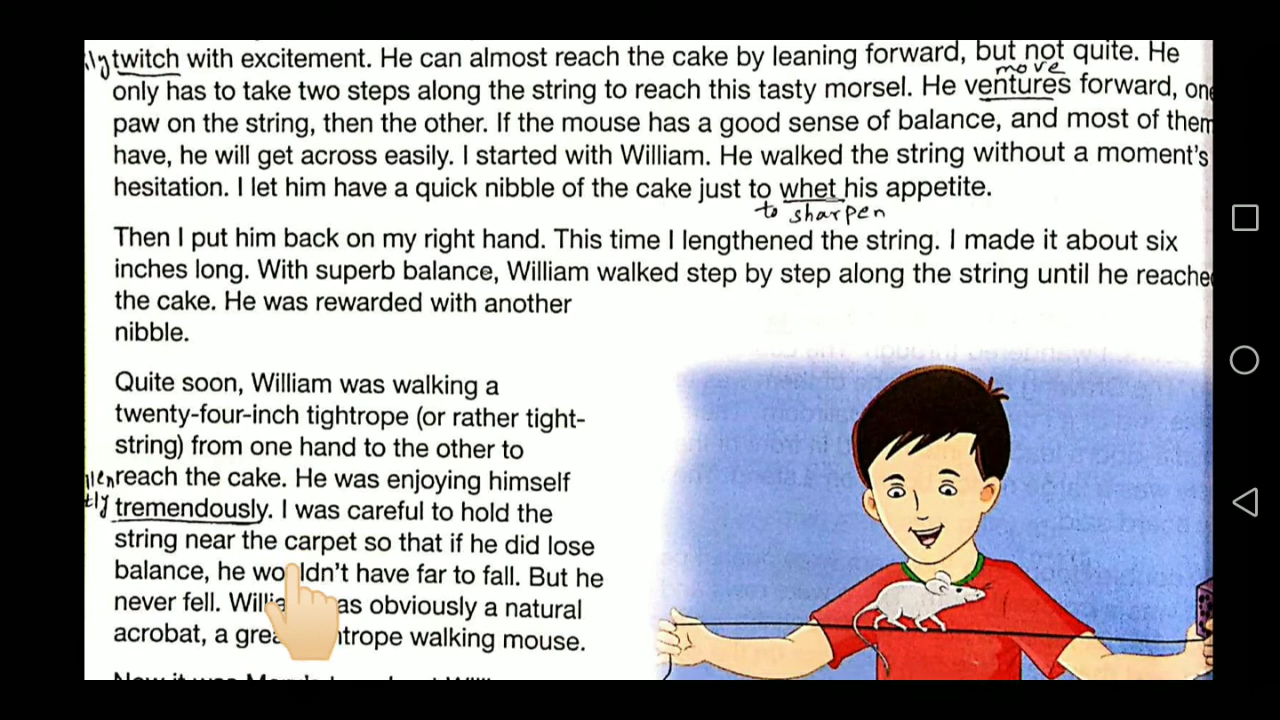 twitch with excitement. He can almost reach the cake by leaning forward, but not quite. He
move
only has to take two steps along the string to reach this tasty morsel. He ventures forward, one
paw on the string, then the other. If the mouse has a good sense of balance, and most of them
have, he will get across easily. I started with William. He walked the string without a moment's
hesitation. I let him have a quick nibble of the cake just to whet his appetite.
to sharpen
Then I put him back on my right hand. This time I lengthened the string. I made it about six
inches long. With superb balance, William walked step by step along the string until he reached
the cake. He was rewarded with another
nibble.
Quite soon, William was walking a
twenty-four-inch tightrope (or rather tight-
string) from one hand to the other to
reach the cake. He was enjoying himself
tremendously. I was careful to hold the
string near the carpet so that if he did lose
balance, he wouldn't have far to fall. But he
never fell. obviously a natural
acrobat, a walking mouse.